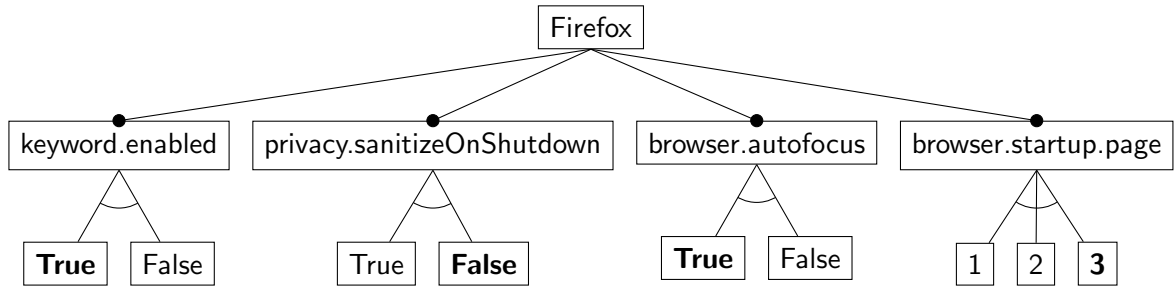 Firefox
keyword.enabled privacy.sanitizeOnShutdown browser.autofocus browser.startup.page
True False True False True False 1 2 3